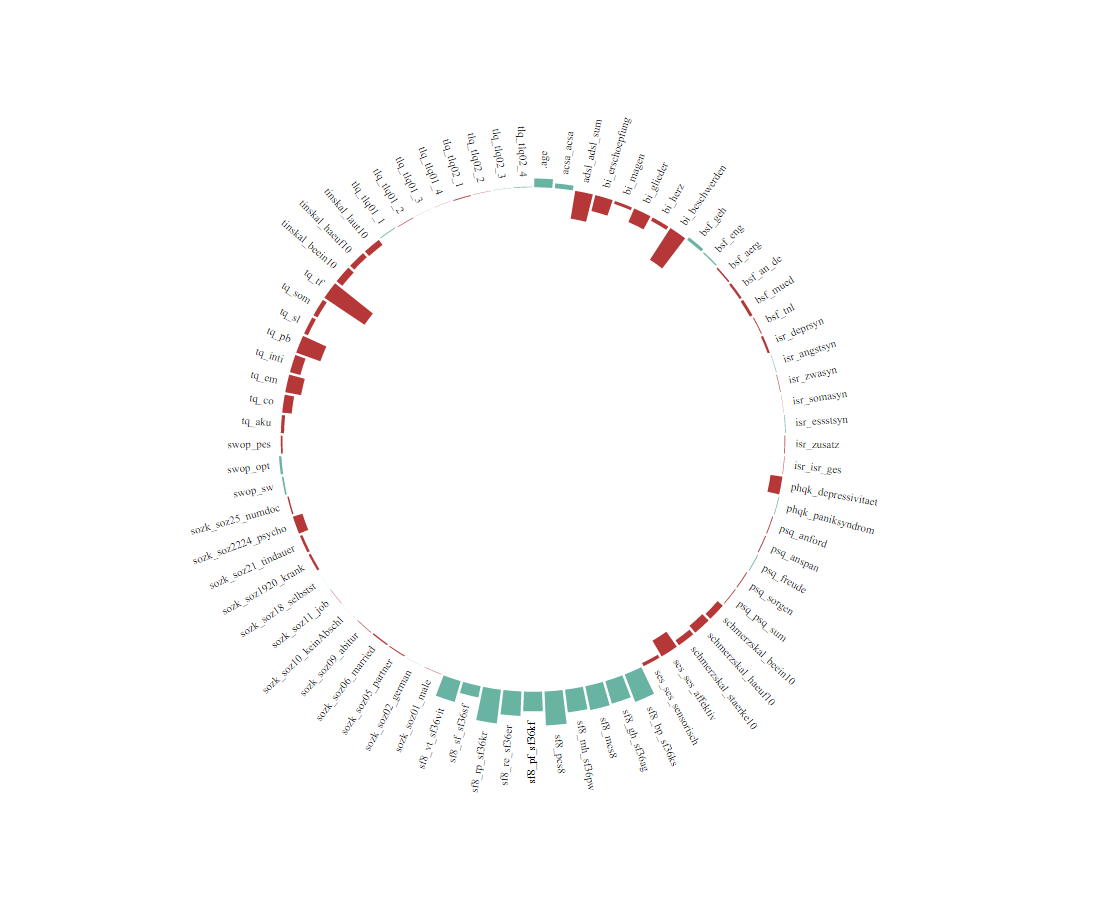 .age
acsa_acsa
adsl_adsl_sum
bi_erschoepfung
bi_magen
bi_glieder
bi_herz
bi_beschwerden
bsf_geh
bsf_eng
bsf_aerg
bsf_an_de
bsf_mued
bsf_tnl
isr_deprsyn
isr_angstsyn
isr_zwasyn
isr_somasyn
isr_essstsyn
isr_zusatz
isr_isr_ges
phqk_depressivitaet
phqk_paniksyndrom
psq_anford
psq_anspan
psq_freude
psq_sorgen
psq_psq_sum
schmerzskal_beein10
schmerzskal_haeuf10
schmerzskal_staerke10
ses_ses_affektiv
ses_ses_sensorisch
sf8_bp_sf36ks
sf8_gh_sf36ag
sf8_mcs8
sf8_mh_sf36pw
sf8_pcs8
sf8_pf_sf36kf
sf8_re_sf36er
sf8_rp_sf36kr
sf8_sf_sf36sf
sf8_vt_sf36vit
sozk_soz01_male
sozk_soz02_german
sozk_soz05_partner
sozk_soz06_married
sozk_soz09_abitur
sozk_soz10_keinAbschl
sozk_soz11_job
sozk_soz18_selbstst
sozk_soz1920_krank
sozk_soz21_tindauer
sozk_soz2224_psycho
sozk_soz25_numdoc
swop_sw
swop_opt
swop_pes
tq_aku
tq_co
tq_em
tq_inti
tq_pb
tq_sl
tq_som
tq_tf
tinskal_beein10
tinskal_haeuf10
tinskal_laut10
tlq_tlq01_1
tlq_tlq01_2
tlq_tlq01_3
tlq_tlq01_4
tlq_tlq02_1
tlq_tlq02_2
tlq_tlq02_3
tlq_tlq02_4